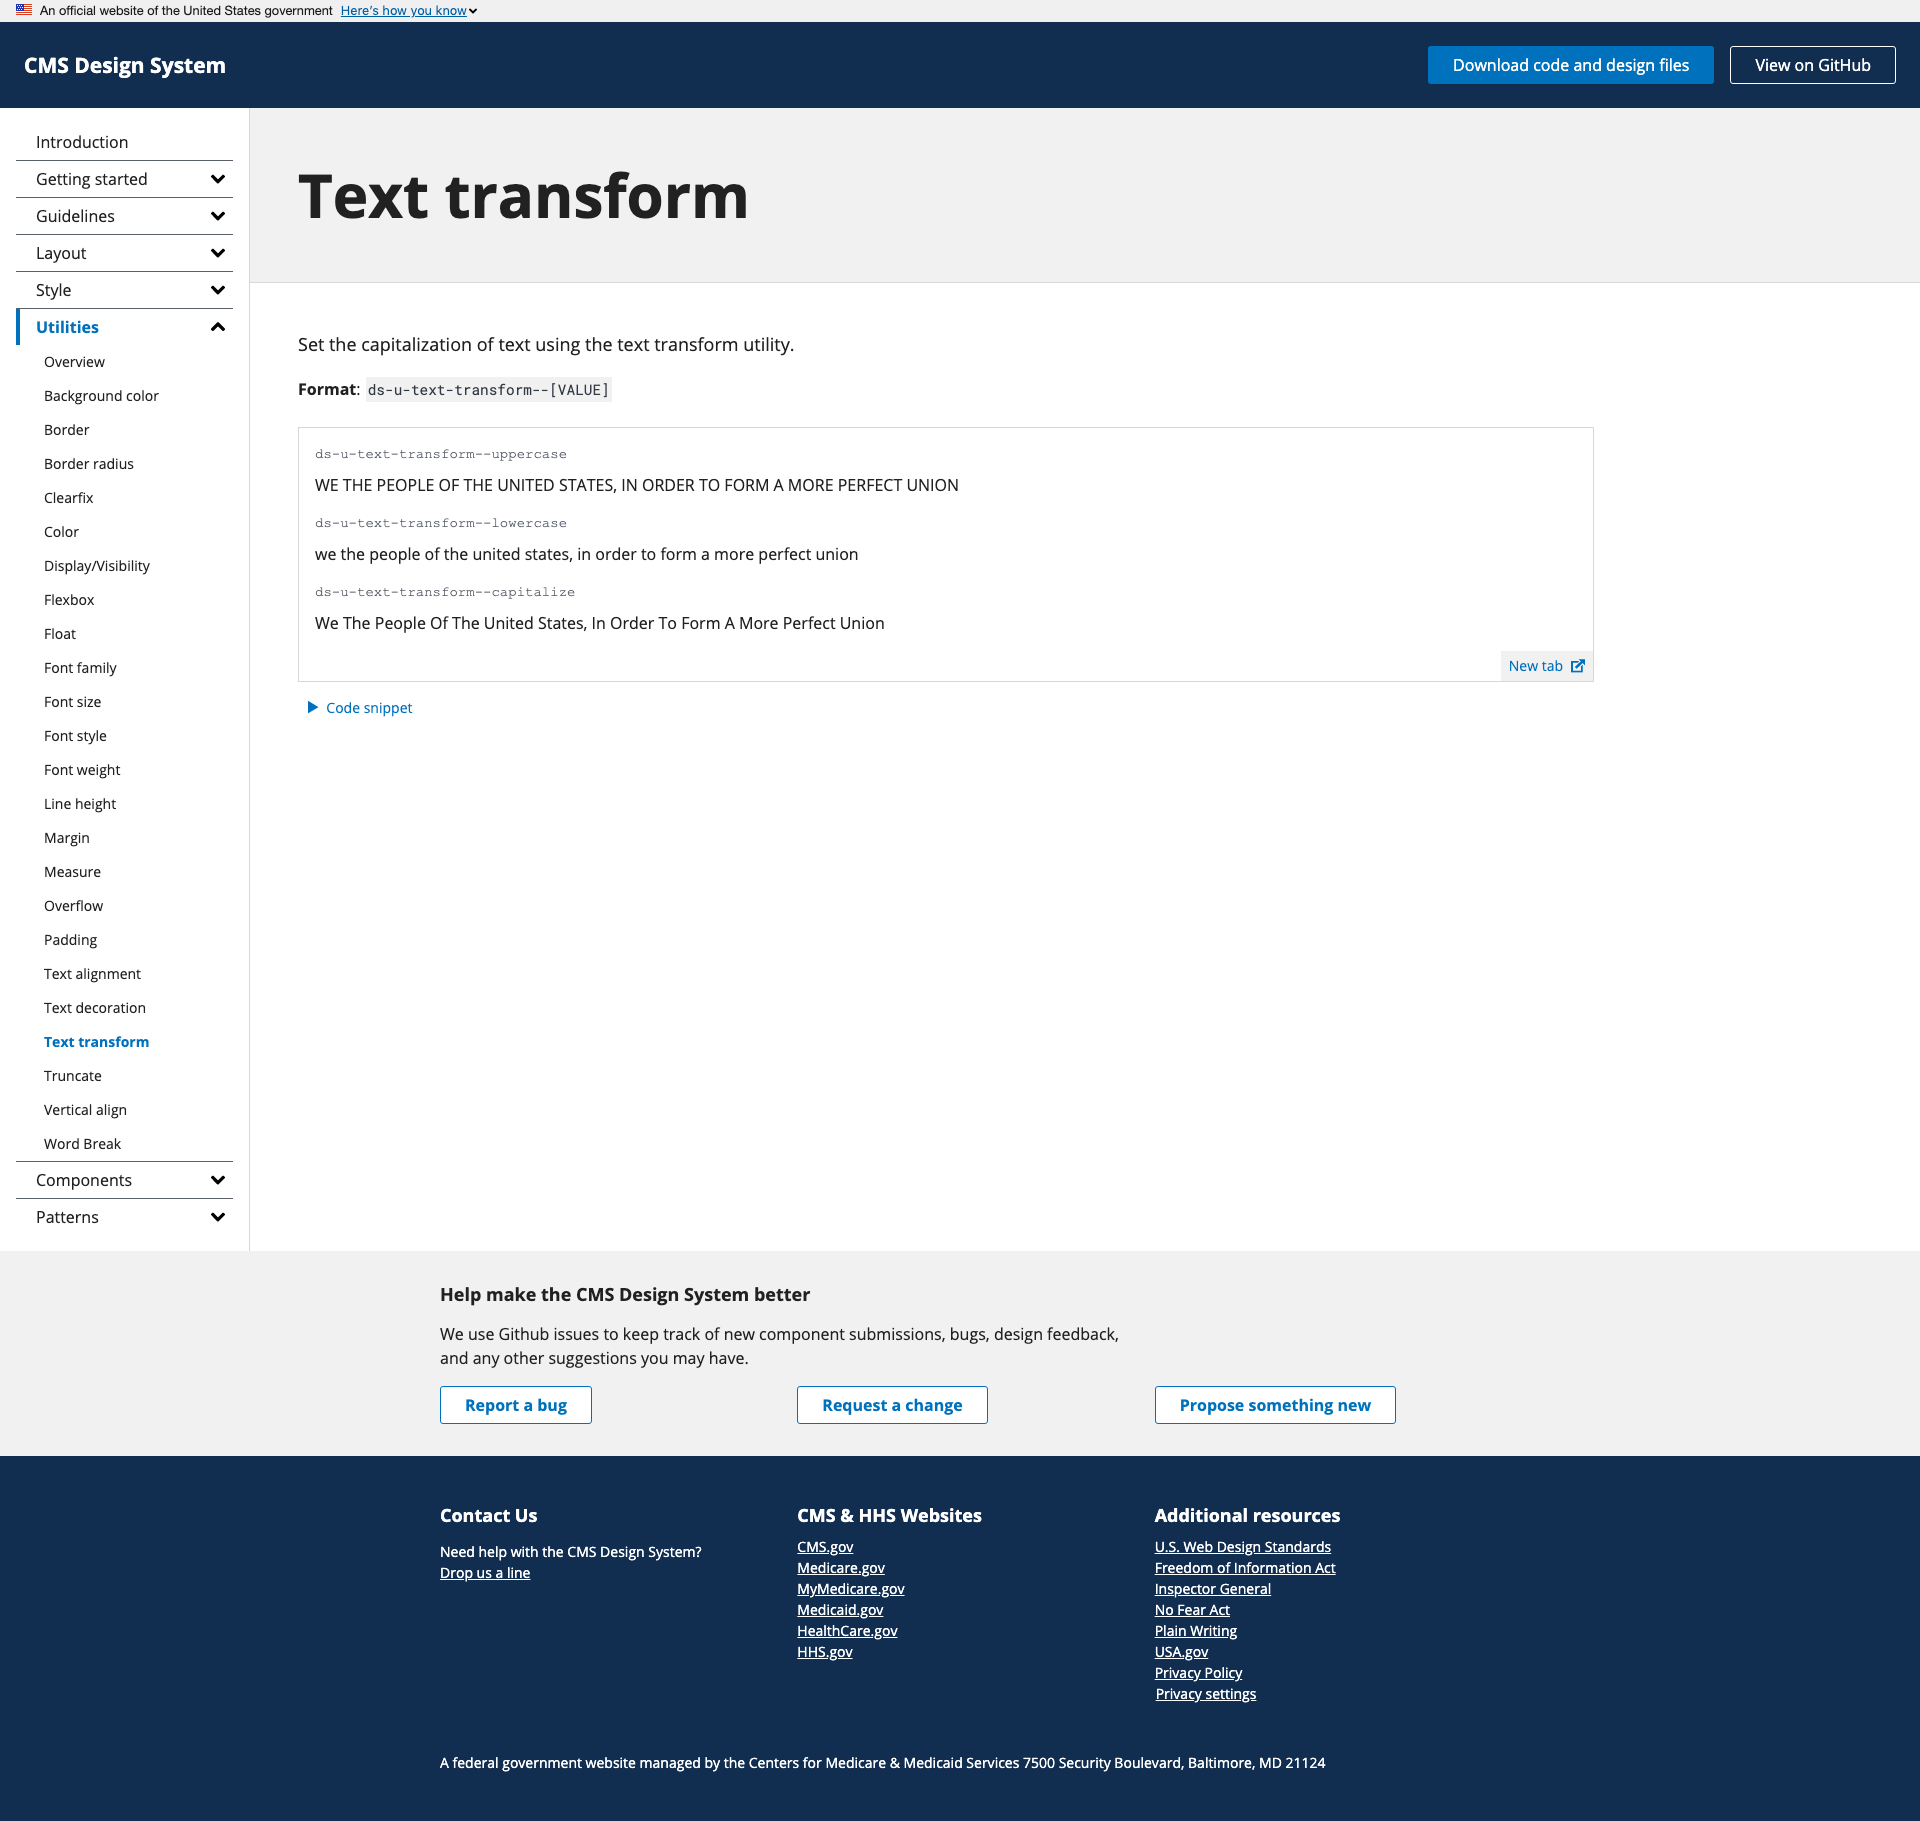 An official website of the United States government Here's how you know
CMS Design System
Download code and design files
View on GitHub
Introduction
Getting started
Guidelines
Layout
Style
Utilities
Overview
Background color
Border
Border radius
Clearfix
Color
Display/Visibility
Flexbox
Float
Font family
Font size
Font style
Font weight
Line height
Margin
Measure
Overflow
Padding
Text alignment
Text decoration
Text transform
Truncate
Vertical align
Word Break
Components
Patterns
Text transform
Set the capitalization of text using the text transform utility.
Format: ds-u-text-transform--[VALUE]
ds-u-text-transform--uppercase
WE THE PEOPLE OF THE UNITED STATES, IN ORDER TO FORM A MORE PERFECT UNION
ds-u-text-transform--lowercase
we the people of the united states, in order to form a more perfect union
ds-u-text-transform--capitalize
We The People Of The United States, In Order To Form A More Perfect Union
New tab
Code snippet
Help make the CMS Design System better
We use Github issues to keep track of new component submissions, bugs, design feedback,
and any other suggestions you may have.
Report a bug
Request a change
Propose something new
Contact Us
Need help with the CMS Design System?
Drop us a line
CMS & HHS Websites
CMS.gov
Medicare.gov
MyMedicare.gov
Medicaid.gov
HealthCare.gov
HHS.gov
Additional resources
U.S. Web Design Standards
Freedom of Information Act
Inspector General
No Fear Act
Plain Writing
USA.gov
Privacy Policy
Privacy settings
A federal government website managed by the Centers for Medicare & Medicaid Services 7500 Security Boulevard, Baltimore, MD 21124